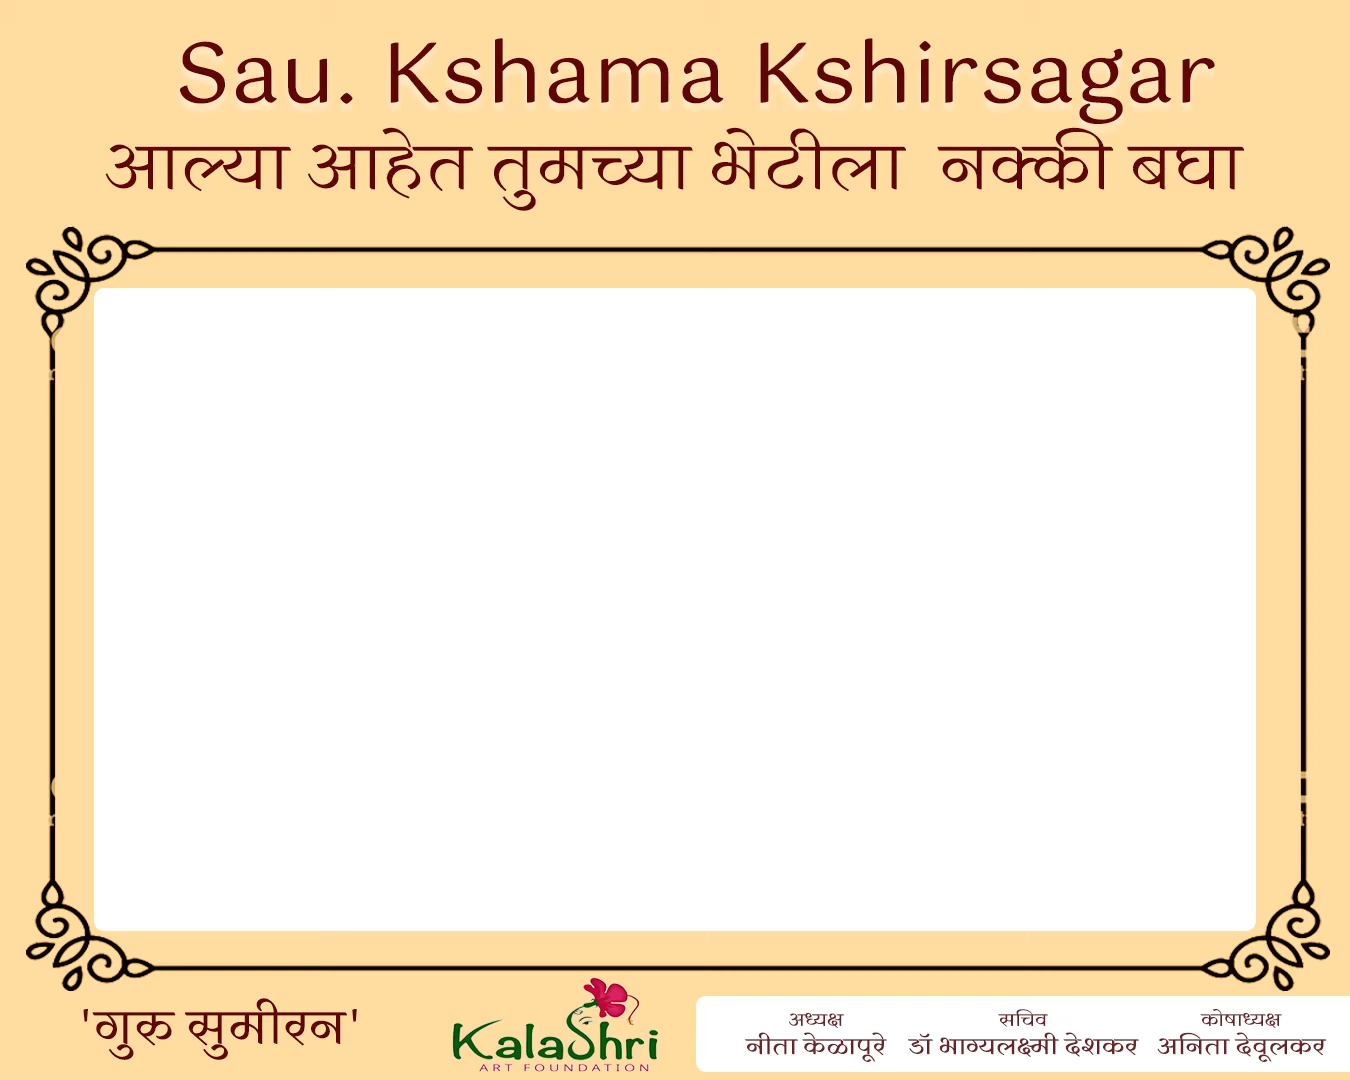 Sau. Kshama Kshirsagar
आल्या आहेत तुमच्या भेटीला नक्की बघा
'गुरु सुमीरन'
KalaShri
ART FOUNDATION
अध्यक्ष
नीता केळापूरे
सचिव
डॉ भाग्यलक्ष्मी देशकर
कोषाध्यक्ष
अनिता देवूलकर